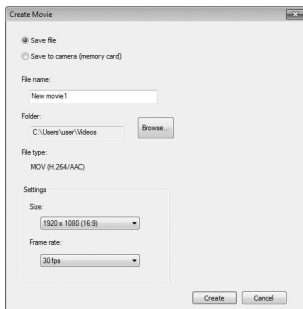 Create Movie
Save file
Save to camera (memory card)
File name:
New movie1
Folder:
C:\Users\user\Videos
Browse...
File type:
MOV (H.264/AAC)
Settings
Size:
1920 x 1080 (16:9)
Frame rate:
30 fps
Create
Cancel